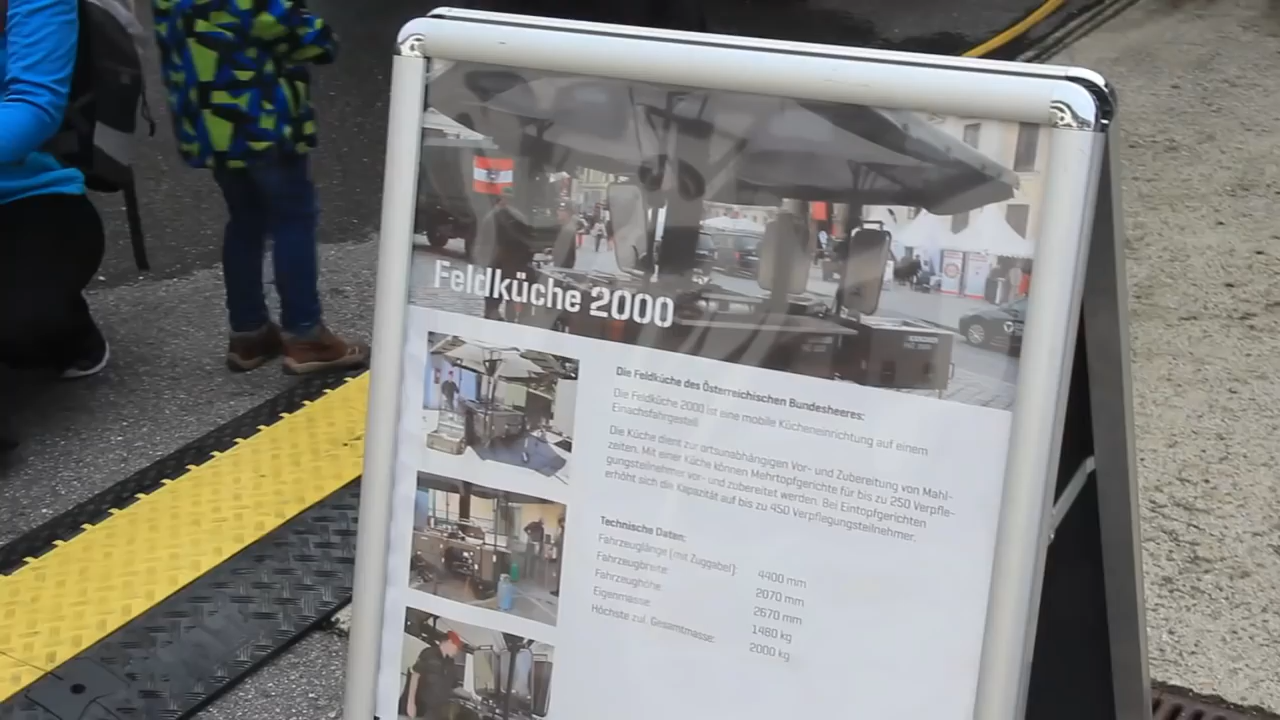 Feldküche 2000
Die Feldküche des Österreichischen Bundesheeres:
Die Feldküche 2000 ist eine mobile Kücheneinrichtung auf einem
Einachsfahrgestell
Die Küche dient zur ortsunabhängigen Vor- und Zubereitung von Mahl-
zeiten. Mit einer Küche können Mehrtopfgerichte für bis zu 250 Verpfle-
gungsteilnehmer vor- und zubereitet werden. Bei Eintopfgerichten
erhöht sich die Kapazität auf bis zu 450 Verpflegungsteilnehmer.
Technische Daten:
Fahrzeuglänge (mit Zuggabel): 4400 mm
Fahrzeugbreite: 2070 mm
Fahrzeughöhe: 2670 mm
Eigenmasse: 1480 kg
Höchste zul. Gesamtmasse: 2000 kg